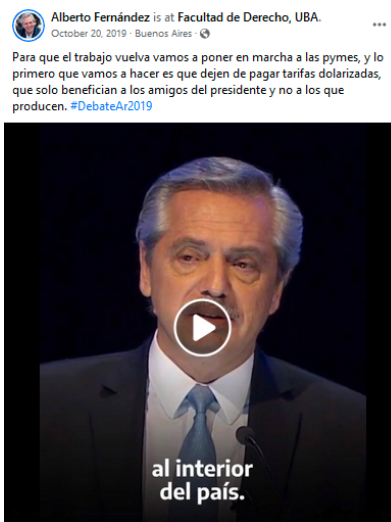 Alberto Fernández is at Facultad de Derecho, UBA.
October 20, 2019 · Buenos Aires ·
Para que el trabajo vuelva vamos a poner en marcha a las pymes, y lo
primero que vamos a hacer es que dejen de pagar tarifas dolarizadas,
que solo benefician a los amigos del presidente y no a los que
producen. #DebateAr2019
al interior
del país.